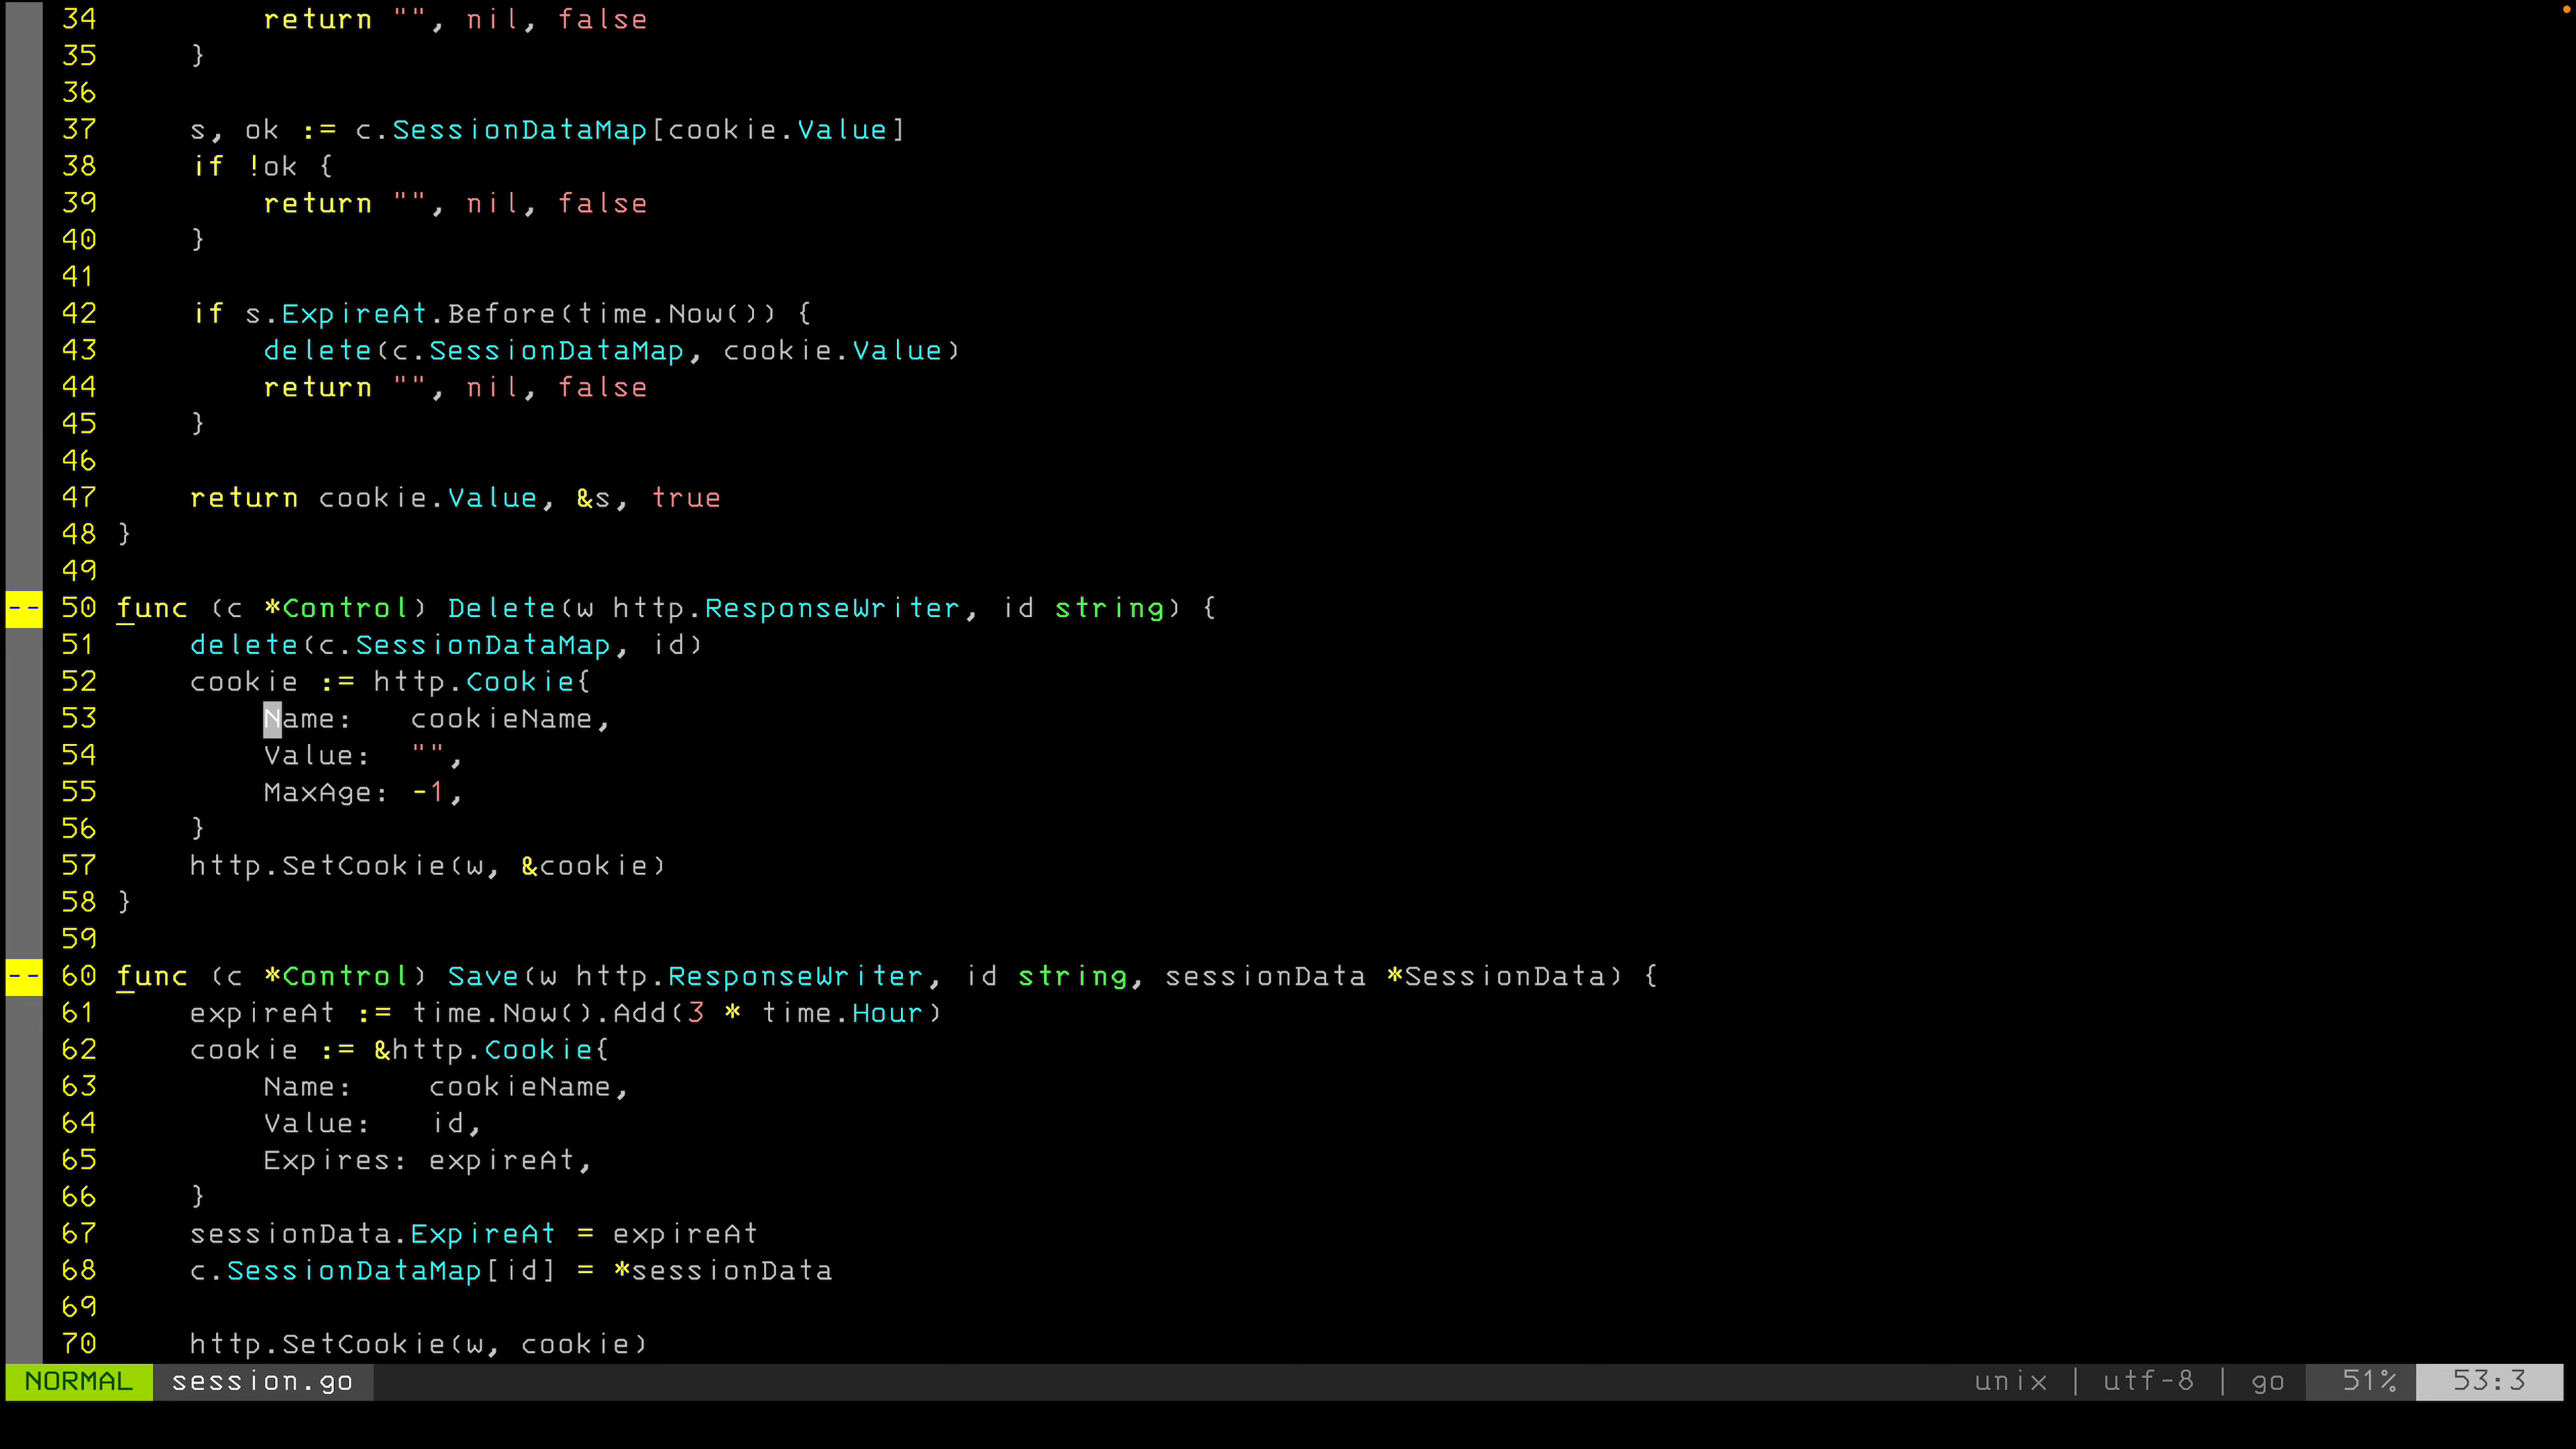 34         return "", nil, false
35     }
36
37     s, ok := c.SessionDataMap[cookie.Value]
38     if !ok {
39         return "", nil, false
40     }
41
42     if s.ExpireAt.Before(time.Now()) {
43         delete(c.SessionDataMap, cookie.Value)
44         return "", nil, false
45     }
46
47     return cookie.Value, &s, true
48 }
49
-- 50 func (c *Control) Delete(w http.ResponseWriter, id string) {
51     delete(c.SessionDataMap, id)
52     cookie := http.Cookie{
53         Name:   cookieName,
54         Value:  "",
55         MaxAge: -1,
56     }
57     http.SetCookie(w, &cookie)
58 }
59
-- 60 func (c *Control) Save(w http.ResponseWriter, id string, sessionData *SessionData) {
61     expireAt := time.Now().Add(3 * time.Hour)
62     cookie := &http.Cookie{
63         Name:    cookieName,
64         Value:   id,
65         Expires: expireAt,
66     }
67     sessionData.ExpireAt = expireAt
68     c.SessionDataMap[id] = *sessionData
69
70     http.SetCookie(w, cookie)
NORMAL session.go unix | utf-8 | go 51% 53:3